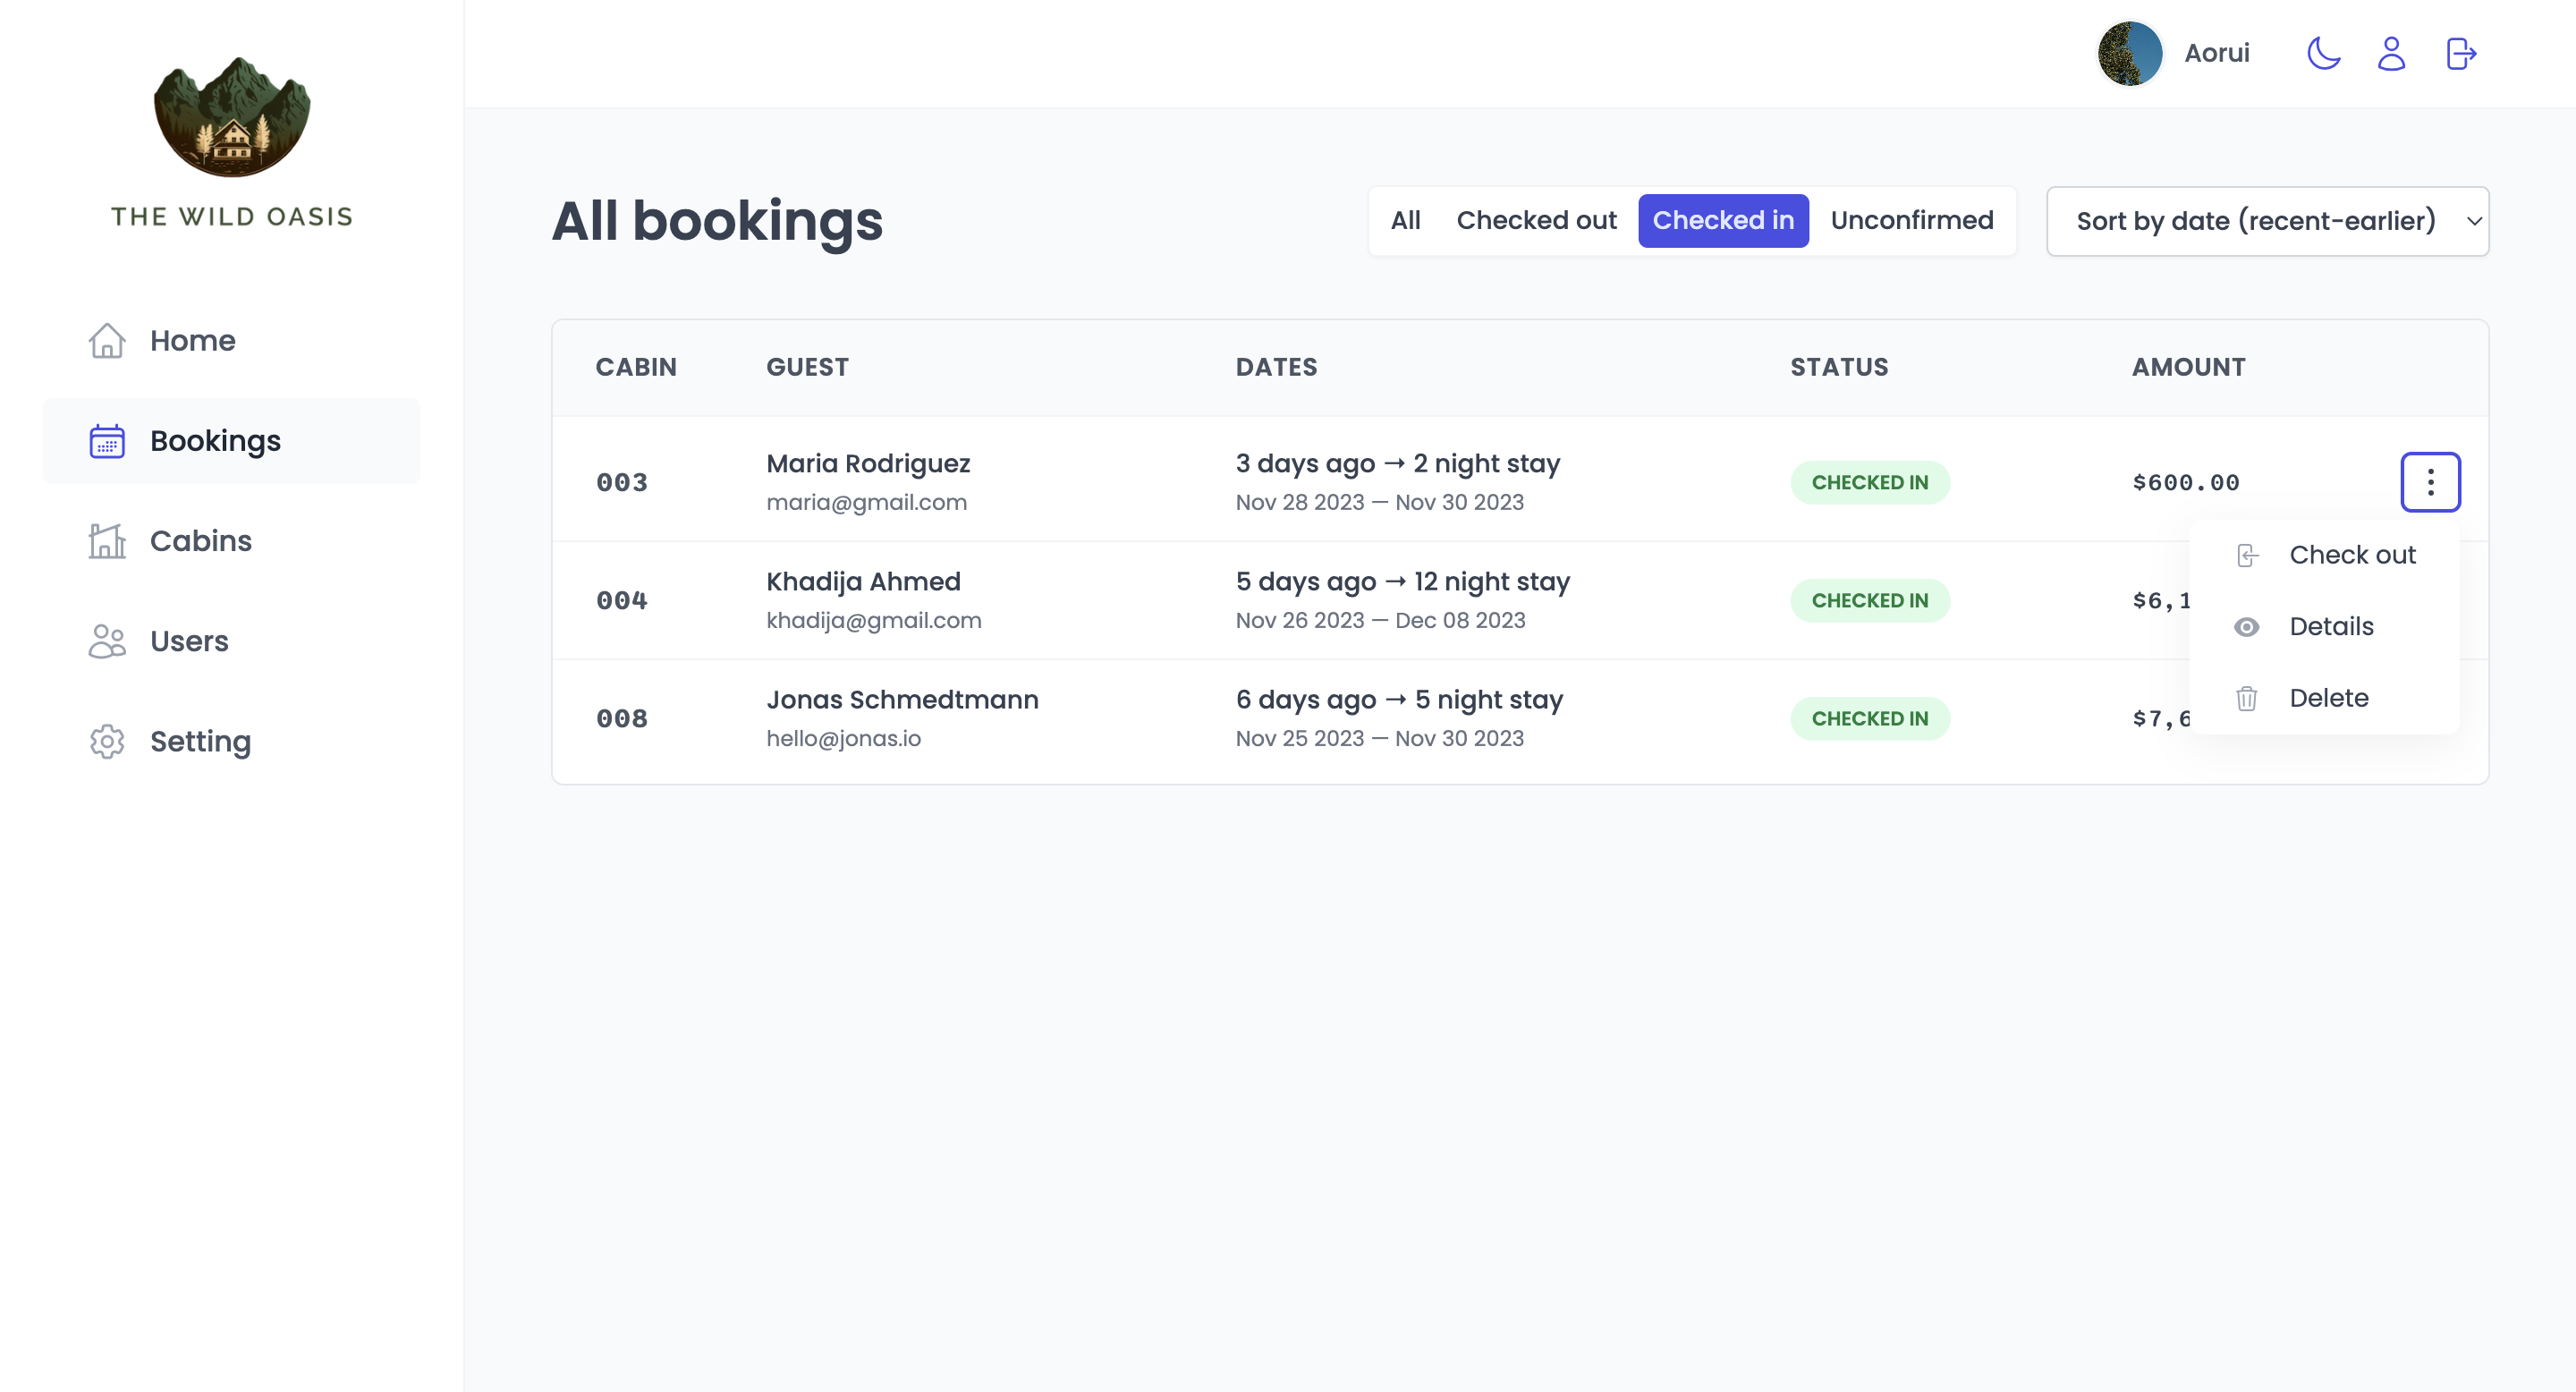 THE WILD OASIS
Home
Bookings
Cabins
Users
Setting
Aorui
All bookings
All Checked out Checked in Unconfirmed
Sort by date (recent-earlier)
CABIN GUEST DATES STATUS AMOUNT
003 Maria Rodriguez 3 days ago → 2 night stay CHECKED IN $600.00
maria@gmail.com Nov 28 2023 — Nov 30 2023
004 Khadija Ahmed 5 days ago → 12 night stay CHECKED IN
khadija@gmail.com Nov 26 2023 — Dec 08 2023
008 Jonas Schmedtmann 6 days ago → 5 night stay CHECKED IN
hello@jonas.io Nov 25 2023 — Nov 30 2023
Check out
Details
Delete